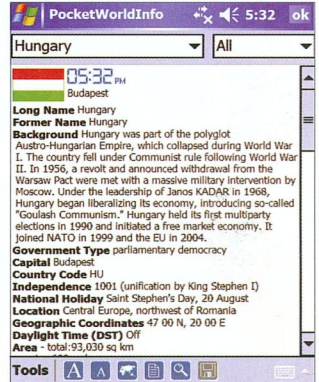 PocketWorldInfo 5:32 ok
Hungary All
05:32 PM
Budapest
Long Name Hungary
Former Name Hungary
Background Hungary was part of the polyglot
Austro-Hungarian Empire, which collapsed during World War
I. The country fell under Communist rule following World War
II. In 1956, a revolt and announced withdrawal from the
Warsaw Pact were met with a massive military intervention by
Moscow. Under the leadership of Janos KADAR in 1968,
Hungary began liberalizing its economy, introducing so-called
"Goulash Communism." Hungary held its first multiparty
elections in 1990 and initiated a free market economy. It
joined NATO in 1999 and the EU in 2004.
Government Type parliamentary democracy
Capital Budapest
Country Code HU
Independence 1001 (unification by King Stephen I)
National Holiday Saint Stephen's Day, 20 August
Location Central Europe, northwest of Romania
Geographic Coordinates 47 00 N, 20 00 E
Daylight Time (DST) Off
Area - total:93,030 sq km
Tools A A